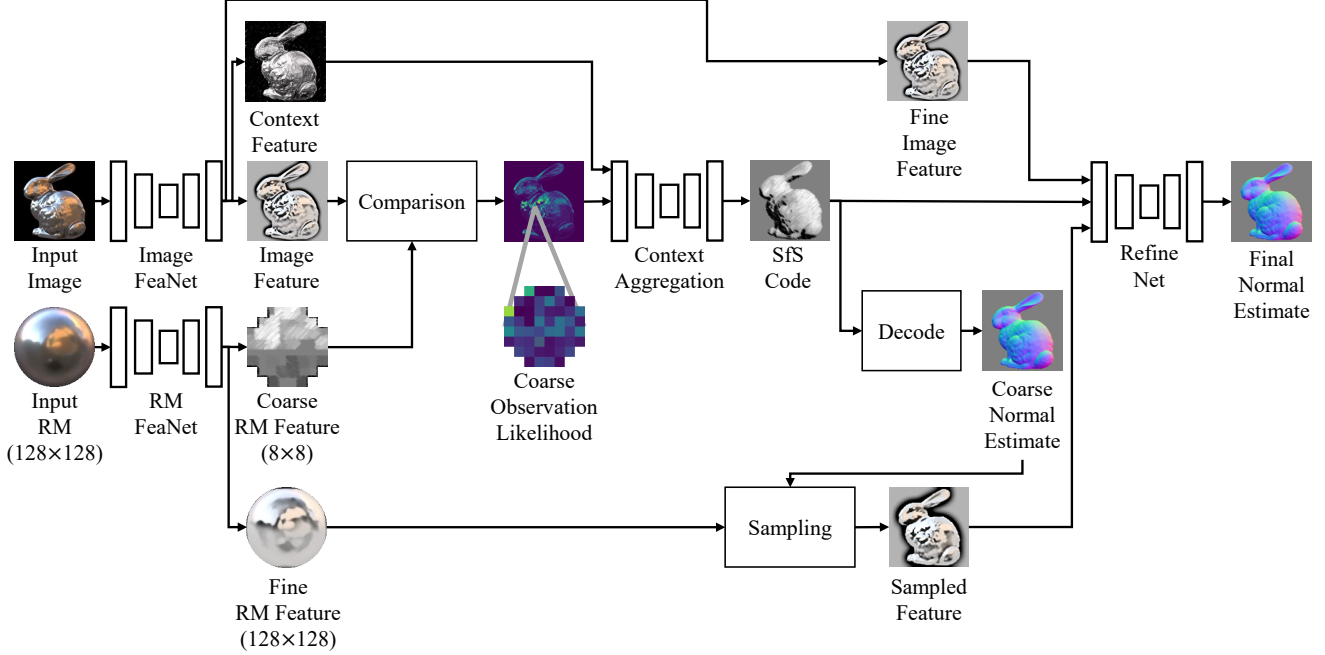 Context
Feature
Fine
Image
Feature
Input
Image
Image
FeaNet
Image
Feature
Comparison
Context
Aggregation
SfS
Code
Refine
Net
Final
Normal
Estimate
Input
RM
(128×128)
RM
FeaNet
Coarse
RM Feature
(8×8)
Coarse
Observation
Likelihood
Decode
Coarse
Normal
Estimate
Fine
RM Feature
(128×128)
Sampling
Sampled
Feature